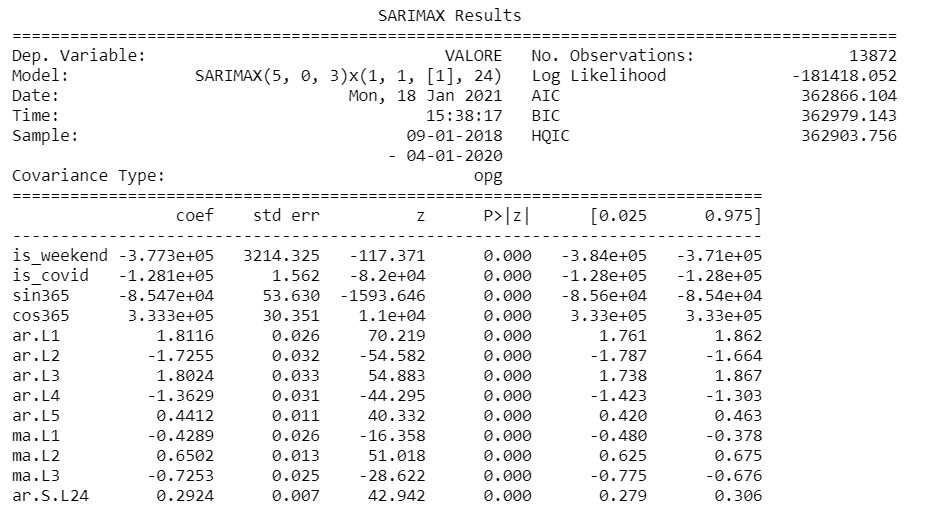 SARIMAX Results
==========================================================================================
Dep. Variable: VALORE No. Observations: 13872
Model: SARIMAX(5, 0, 3)x(1, 1, [1], 24) Log Likelihood -181418.052
Date: Mon, 18 Jan 2021 AIC 362866.104
Time: 15:38:17 BIC 362979.143
Sample: 09-01-2018 HQIC 362903.756
- 04-01-2020
Covariance Type: opg
==============================================================================
coef std err z P>|z| [0.025 0.975]
------------------------------------------------------------------------------
is_weekend -3.773e+05 3214.325 -117.371 0.000 -3.84e+05 -3.71e+05
is_covid -1.281e+05 1.562 -8.2e+04 0.000 -1.28e+05 -1.28e+05
sin365 -8.547e+04 53.630 -1593.646 0.000 -8.56e+04 -8.54e+04
cos365 3.333e+05 30.351 1.1e+04 0.000 3.33e+05 3.33e+05
ar.L1 1.8116 0.026 70.219 0.000 1.761 1.862
ar.L2 -1.7255 0.032 -54.582 0.000 -1.787 -1.664
ar.L3 1.8024 0.033 54.883 0.000 1.738 1.867
ar.L4 -1.3629 0.031 -44.295 0.000 -1.423 -1.303
ar.L5 0.4412 0.011 40.332 0.000 0.420 0.463
ma.L1 -0.4289 0.026 -16.358 0.000 -0.480 -0.378
ma.L2 0.6502 0.013 51.018 0.000 0.625 0.675
ma.L3 -0.7253 0.025 -28.622 0.000 -0.775 -0.676
ar.S.L24 0.2924 0.007 42.942 0.000 0.279 0.306